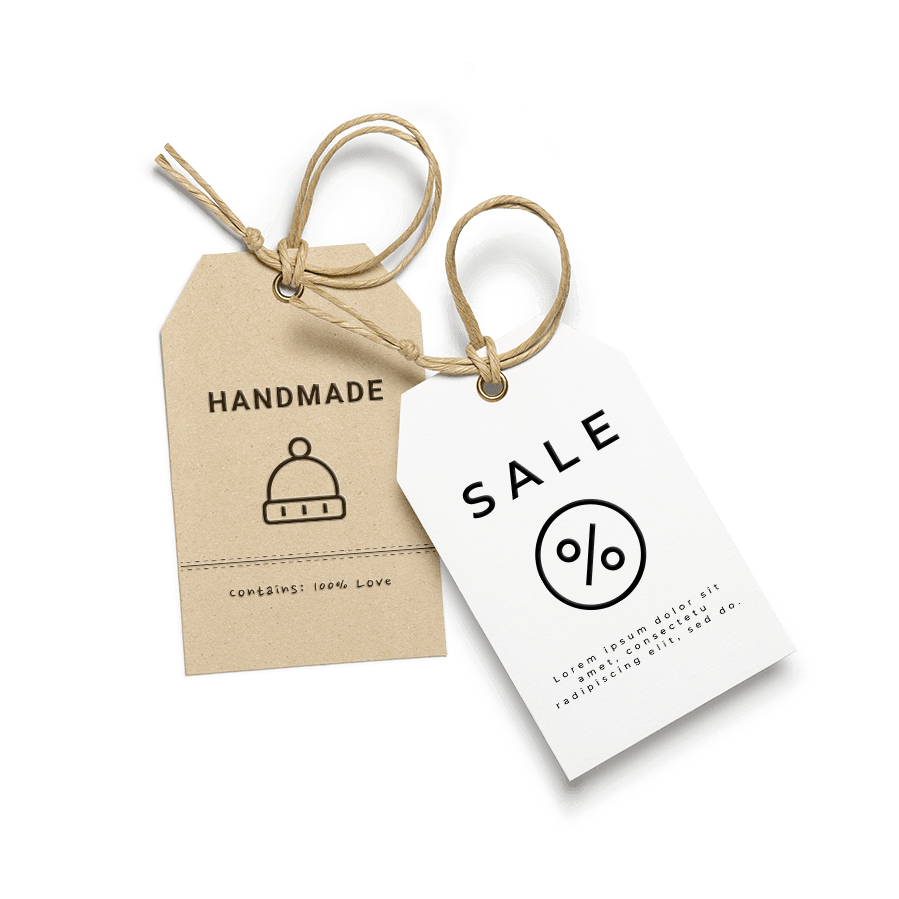 HANDMADE
contains: 100% Love
SALE
%
Lorem ipsum dolor sit
amet, consectetu
radipiscing elit, sed do.